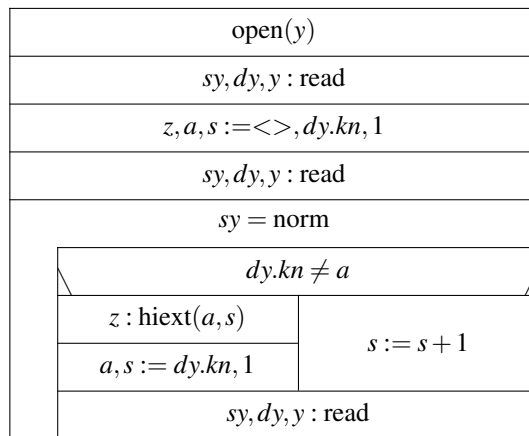 open(y)
sy, dy, y : read
z, a, s := <>, dy.kn, 1
sy, dy, y : read
sy = norm
dy.kn ≠ a
z : hiext(a, s)
a, s := dy.kn, 1
s := s + 1
sy, dy, y : read